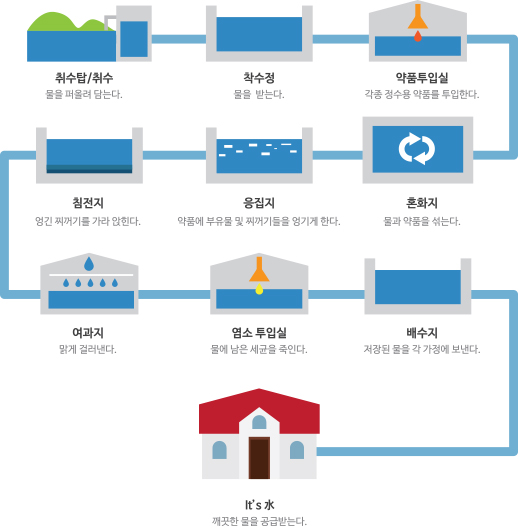 취수탑/취수
물을 퍼올려 담는다.
착수정
물을 받는다.
약품투입실
각종 정수용 약품를 투입한다.
침전지
엉긴 찌꺼기를 가라 앉힌다.
응집지
약품에 부유물 및 찌꺼기들을 엉기게 한다.
혼화지
물과 약품을 섞는다.
여과지
맑게 걸러낸다.
염소 투입실
물에 남은 세균을 죽인다.
배수지
저장된 물을 각 가정에 보낸다.
It's 水
깨끗한 물을 공급받는다.